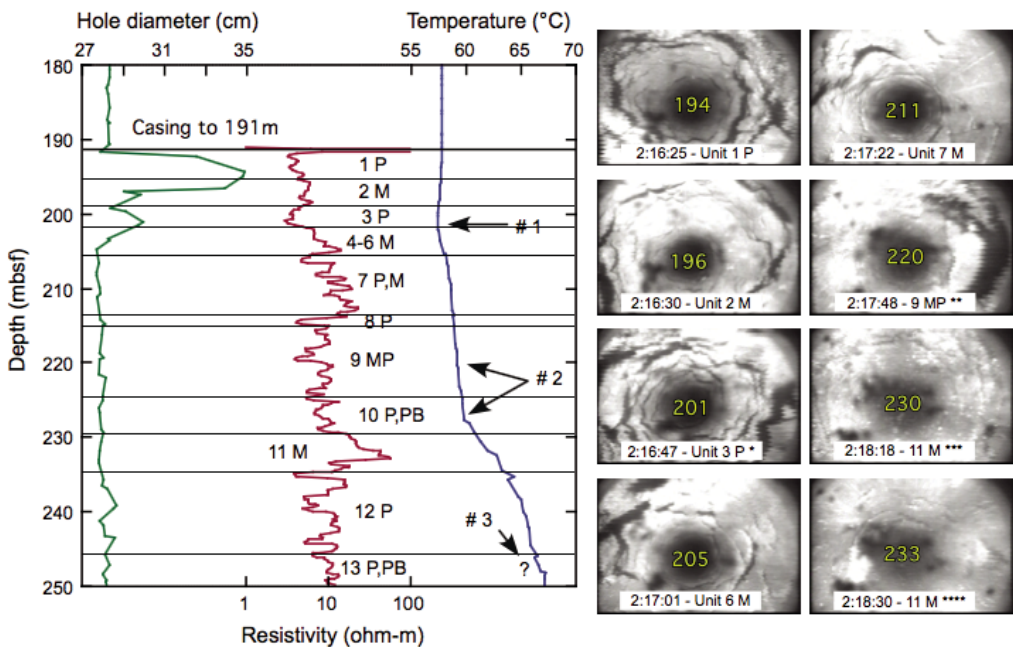 Hole diameter (cm)
27 31 35
Temperature (°C)
55 60 65 70
Depth (mbsf)
180
190
200
210
220
230
240
250
Casing to 191m
1 P
2 M
3 P
4-6 M
7 P,M
8 P
9 MP
10 P,PB
11 M
12 P
13 P,PB
# 1
# 2
# 3
?
1 10 100
Resistivity (ohm-m)
194
2:16:25 - Unit 1 P
211
2:17:22 - Unit 7 M
196
2:16:30 - Unit 2 M
220
2:17:48 - 9 MP **
201
2:16:47 - Unit 3 P *
230
2:18:18 - 11 M ***
205
2:17:01 - Unit 6 M
233
2:18:30 - 11 M ****